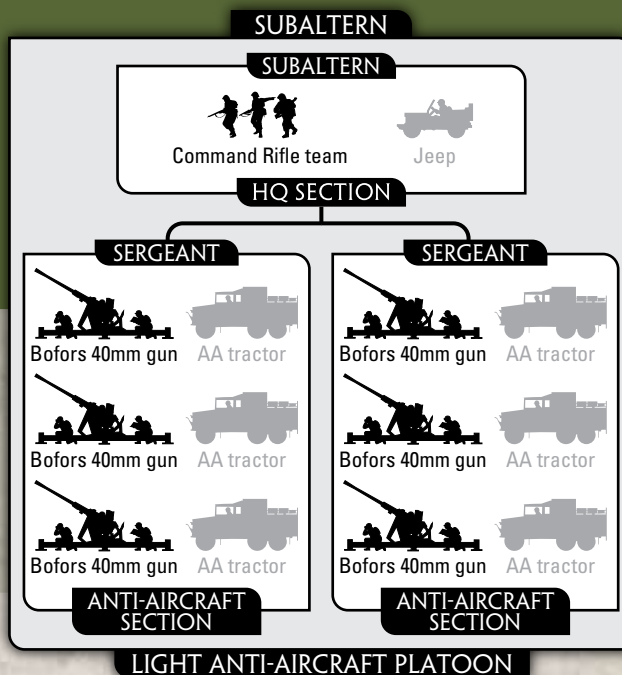 SUBALTERN
SUBALTERN
Command Rifle team
Jeep
HQ SECTION
SERGEANT
Bofors 40mm gun
AA tractor
Bofors 40mm gun
AA tractor
Bofors 40mm gun
AA tractor
ANTI-AIRCRAFT
SECTION
SERGEANT
Bofors 40mm gun
AA tractor
Bofors 40mm gun
AA tractor
Bofors 40mm gun
AA tractor
ANTI-AIRCRAFT
SECTION
LIGHT ANTI-AIRCRAFT PLATOON